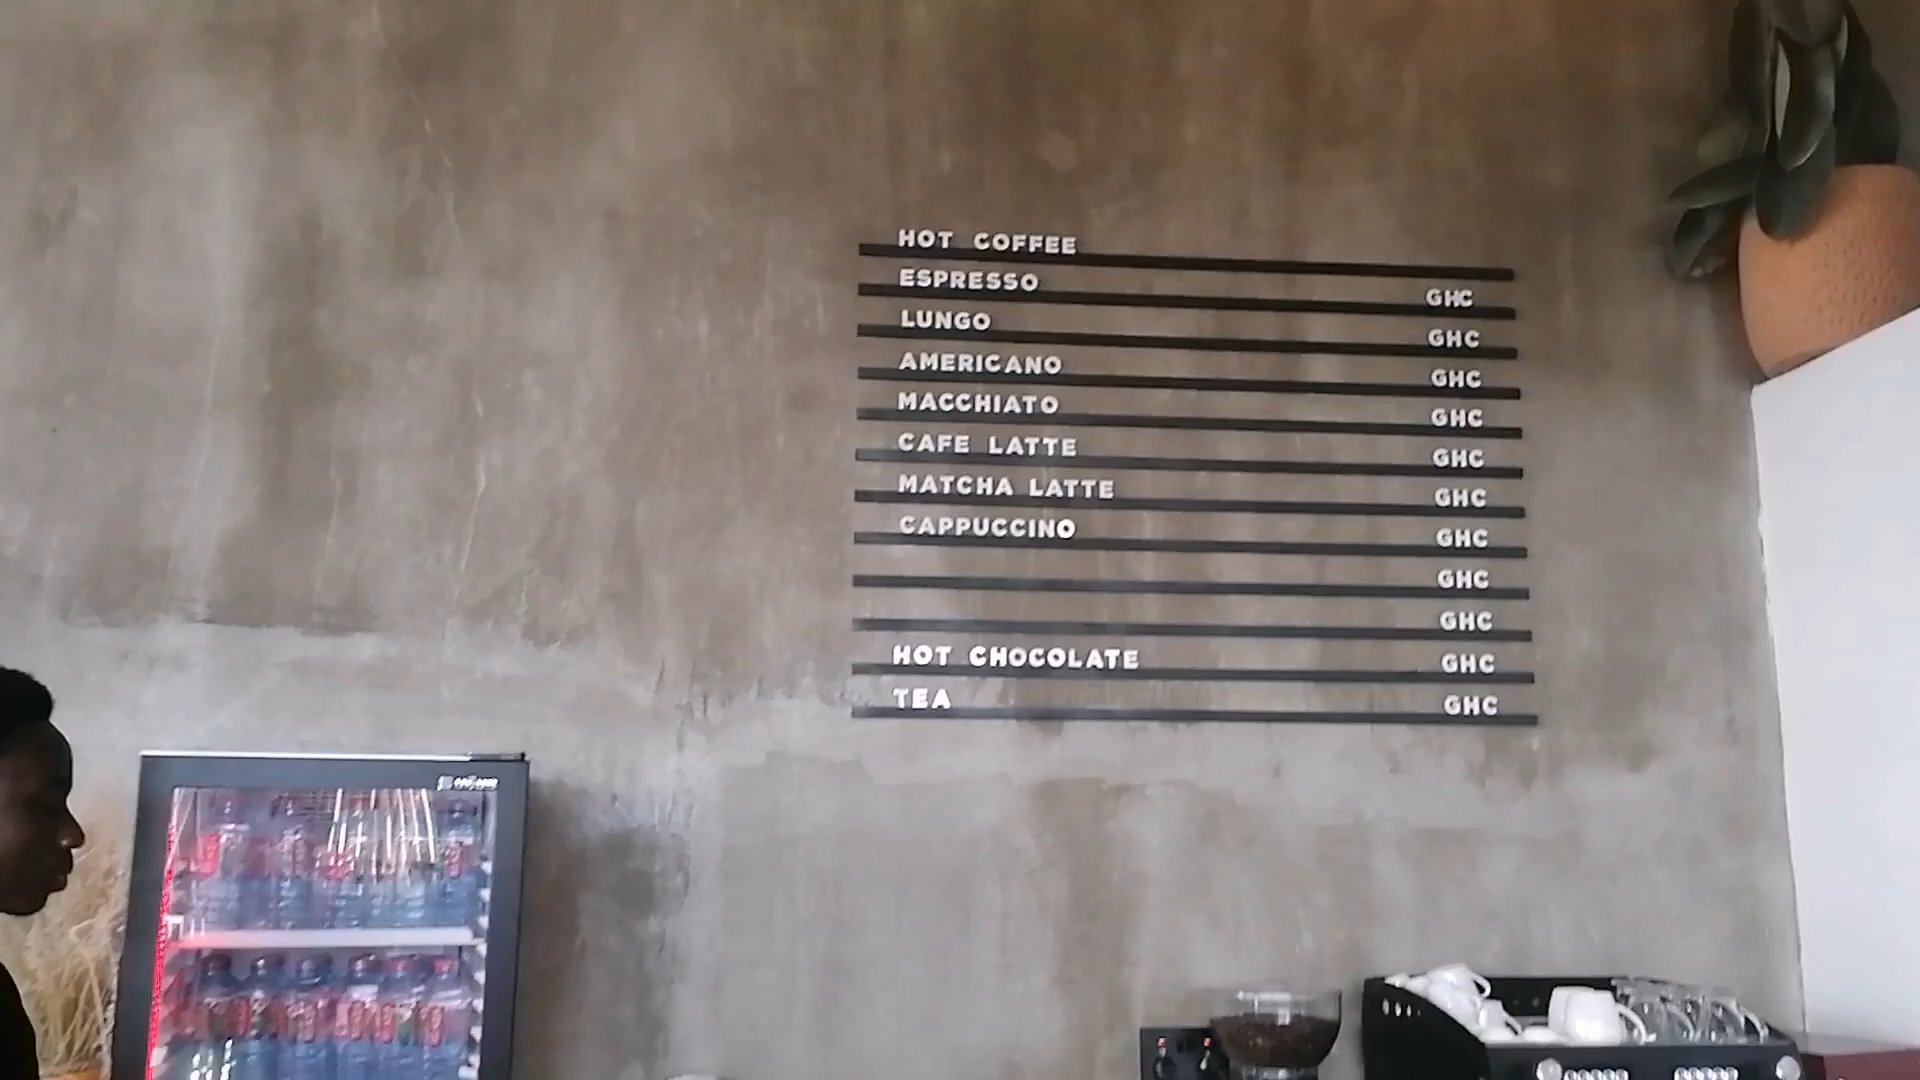 HOT COFFEE
ESPRESSO GHC
LUNGO GHC
AMERICANO GHC
MACCHIATO GHC
CAFE LATTE GHC
MATCHA LATTE GHC
CAPPUCCINO GHC
GHC
GHC
HOT CHOCOLATE GHC
TEA GHC